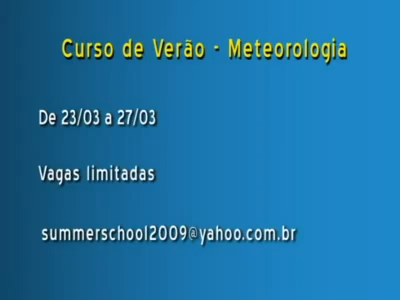 Curso de Verão - Meteorologia
De 23/03 a 27/03
Vagas limitadas
summerschool2009@yahoo.com.br